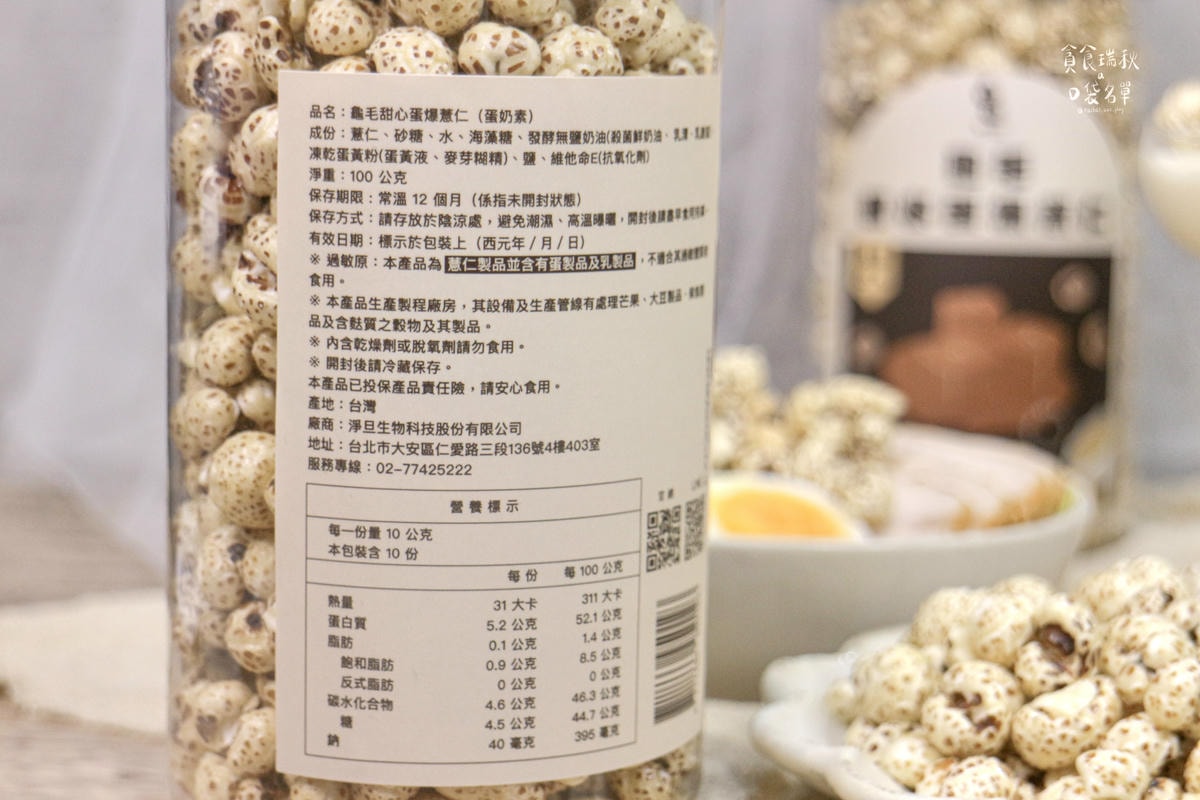 貪食瑞秋
の
口袋名單
品名：龜毛甜心蛋爆薏仁（蛋奶素）
成份：薏仁、砂糖、水、海藻糖、發酵無鹽奶油(殺菌鮮奶油、乳清、乳酸菌
凍乾蛋黃粉(蛋黃液、麥芽糊精)、鹽、維他命E(抗氧化劑)
淨重：100 公克
保存期限：常溫 12 個月（係指未開封狀態）
保存方式：請存放於陰涼處，避免潮濕、高溫曝曬，開封後請盡早食用完畢。
有效日期：標示於包裝上（西元年/月/日）
※ 過敏原：本產品為 薏仁製品並含有蛋製品及乳製品，不適合其過敏體質者
食用。
※ 本產品生產製程廠房，其設備及生產管線有處理芒果、大豆製品、
品及含麩質之穀物及其製品。
※ 內含乾燥劑或脫氧劑請勿食用。
※ 開封後請冷藏保存。
本產品已投保產品責任險，請安心食用。
產地：台灣
廠商：淨旦生物科技股份有限公司
地址：台北市大安區仁愛路三段136號4樓403室
服務專線：02-77425222
營養標示
每一份量 10 公克
本包裝含 10 份
每份 每 100 公克
熱量 31 大卡 311 大卡
蛋白質 5.2 公克 52.1 公克
脂肪 0.1 公克 1.4 公克
飽和脂肪 0.9 公克 8.5 公克
反式脂肪 0 公克 0 公克
碳水化合物 4.6 公克 46.3 公克
糖 4.5 公克 44.7 公克
鈉 40 毫克 395 毫克
官網